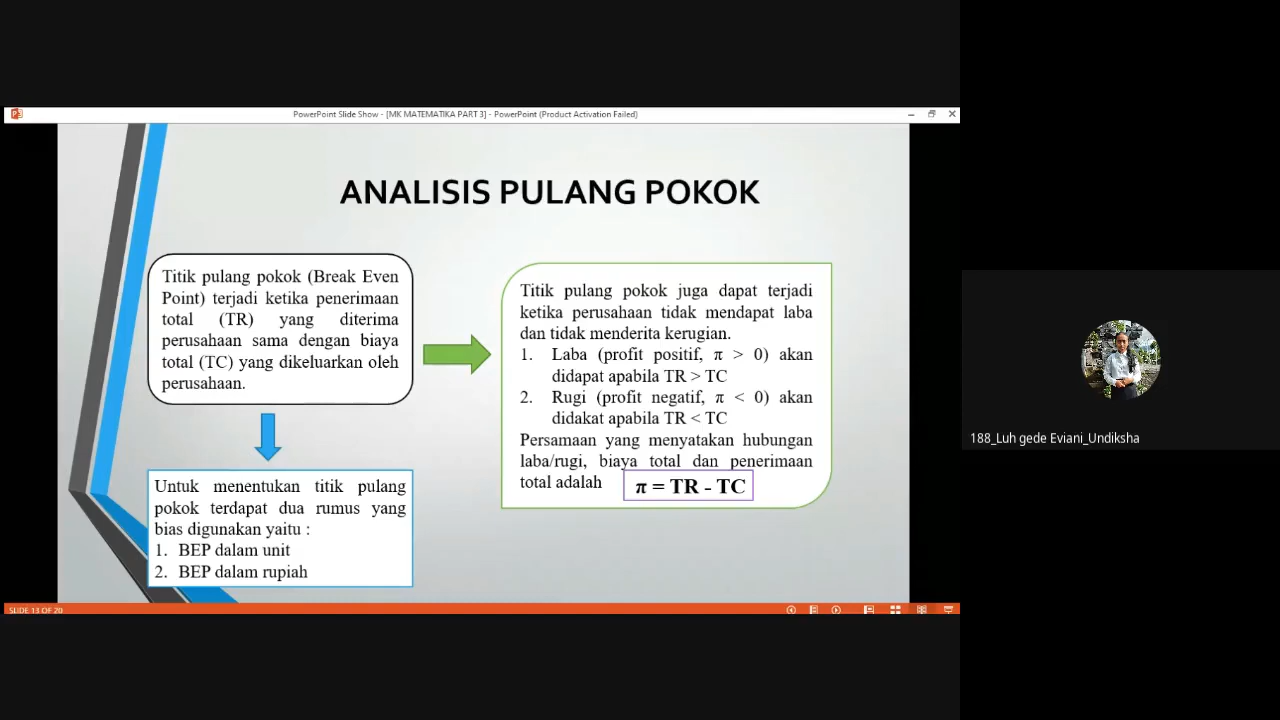 PowerPoint Slide Show - [MK MATEMATIKA PART 3] - PowerPoint (Product Activation Failed)
ANALISIS PULANG POKOK
Titik pulang pokok (Break Even
Point) terjadi ketika penerimaan
total (TR) yang diterima
perusahaan sama dengan biaya
total (TC) yang dikeluarkan oleh
perusahaan.
Untuk menentukan titik pulang
pokok terdapat dua rumus yang
bias digunakan yaitu :
1. BEP dalam unit
2. BEP dalam rupiah
Titik pulang pokok juga dapat terjadi
ketika perusahaan tidak mendapat laba
dan tidak menderita kerugian.
1. Laba (profit positif, π > 0) akan
didapat apabila TR > TC
2. Rugi (profit negatif, π < 0) akan
didakat apabila TR < TC
Persamaan yang menyatakan hubungan
laba/rugi, biaya total dan penerimaan
total adalah
π = TR - TC
SLIDE 13 OF 20
188_Luh gede Eviani_Undiksha